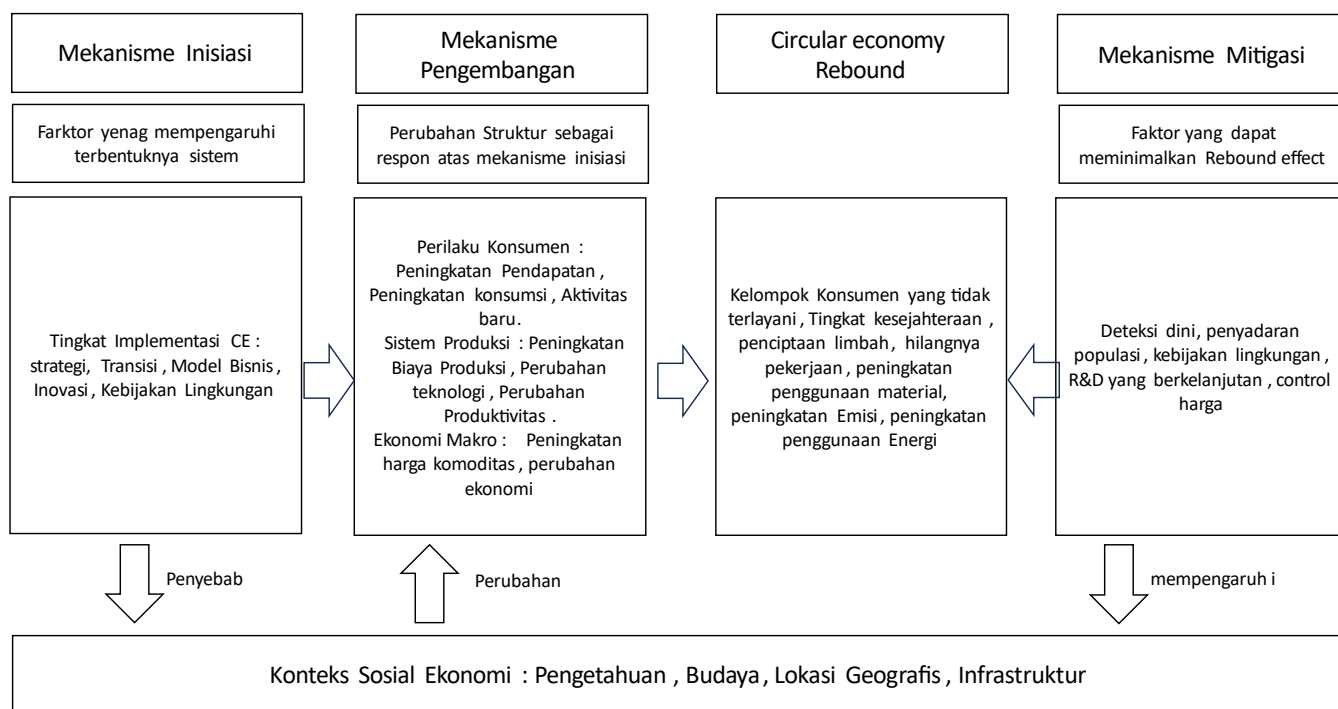 Mekanisme Inisiasi
Mekanisme
Pengembangan
Circular economy
Rebound
Mekanisme Mitigasi
Farktor yenag mempengaruhi
terbentuknya sistem
Perubahan Struktur sebagai
respon atas mekanisme inisiasi
Faktor yang dapat
meminimalkan Rebound effect
Tingkat Implementasi CE :
strategi, Transisi , Model Bisnis ,
Inovasi , Kebijakan Lingkungan
Perilaku Konsumen :
Peningkatan Pendapatan ,
Peningkatan konsumsi , Aktivitas
baru.
Sistem Produksi : Peningkatan
Biaya Produksi , Perubahan
teknologi , Perubahan
Produktivitas .
Ekonomi Makro : Peningkatan
harga komoditas , perubahan
ekonomi
Kelompok Konsumen yang tidak
terlayani , Tingkat kesejahteraan ,
penciptaan limbah, hilangnya
pekerjaan , peningkatan
penggunaan material,
peningkatan Emisi , peningkatan
penggunaan Energi
Deteksi dini, penyadaran
populasi , kebijakan lingkungan ,
R&D yang berkelanjutan , control
harga
Penyebab
Perubahan
mempengaruh i
Konteks Sosial Ekonomi : Pengetahuan , Budaya , Lokasi Geografis , Infrastruktur